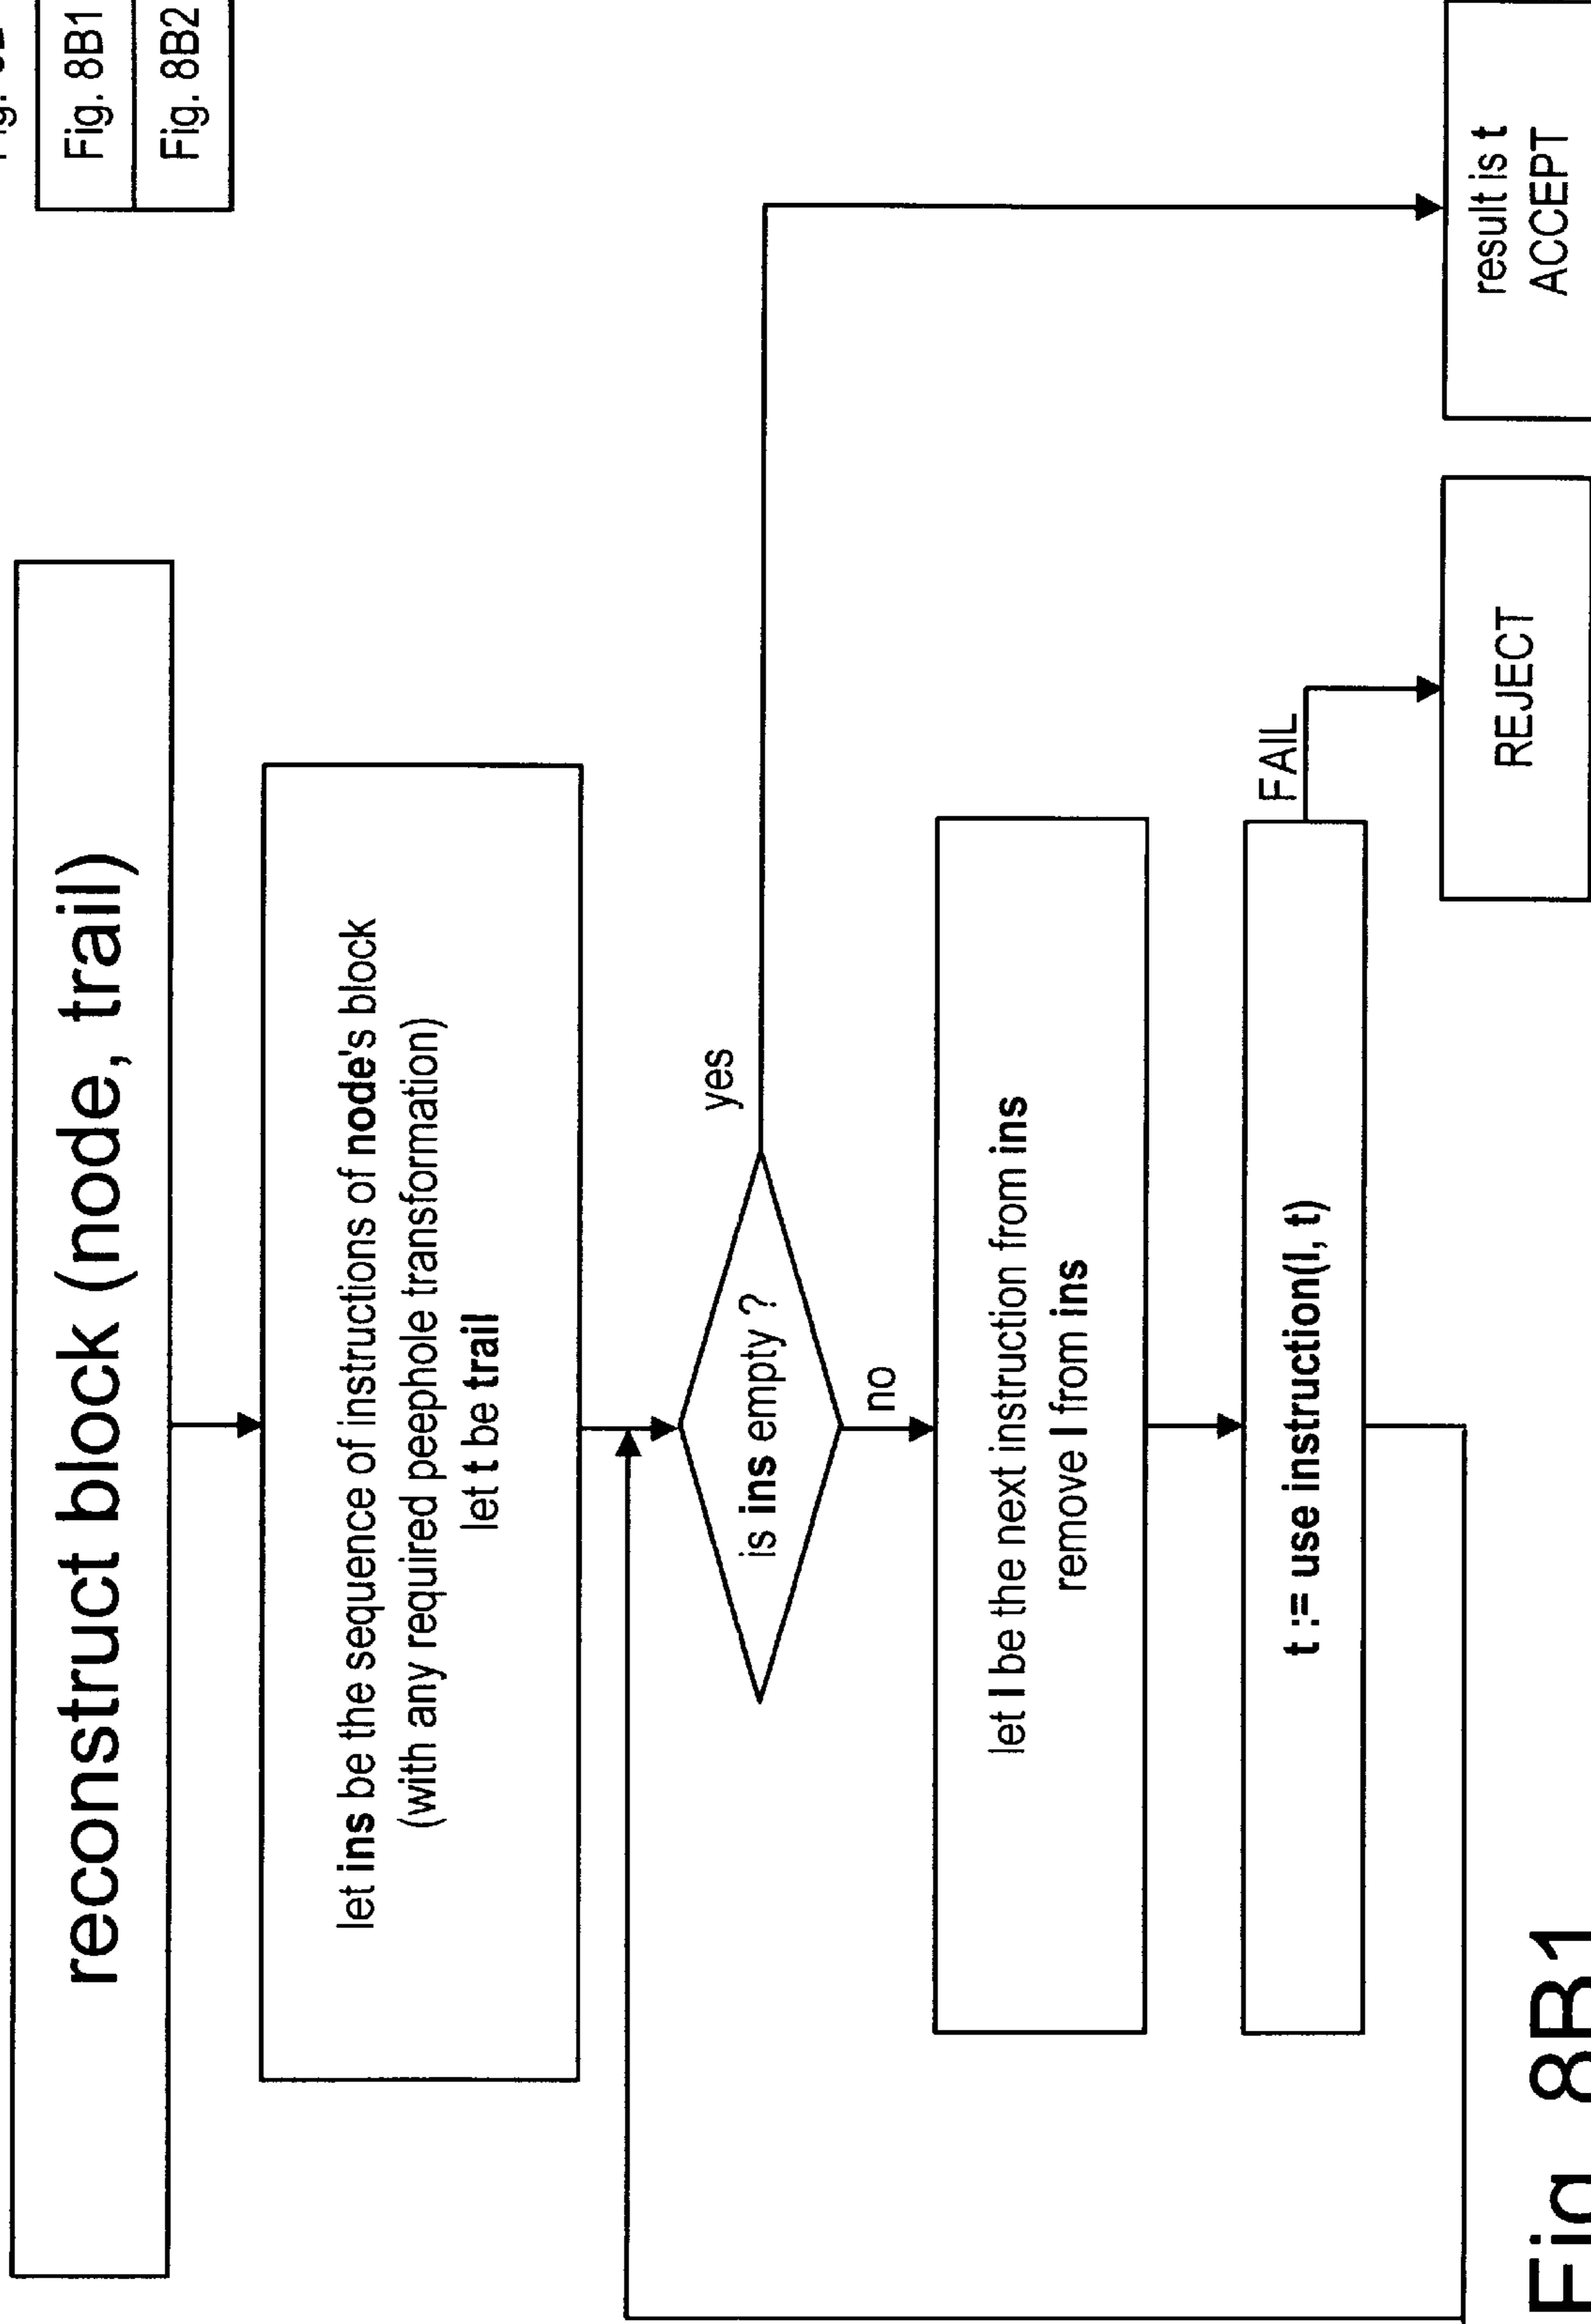 Fig. 8B1
Fig. 8B2
reconstruct block (node, trail)
let ins be the sequence of instructions of node's block
(with any required peephole transformation)
let t be trail
is ins empty ?
yes
no
let I be the next instruction from ins
remove I from ins
t := use instruction(I, t)
FAIL
REJECT
result is t
ACCEPT
Fig. 8B1